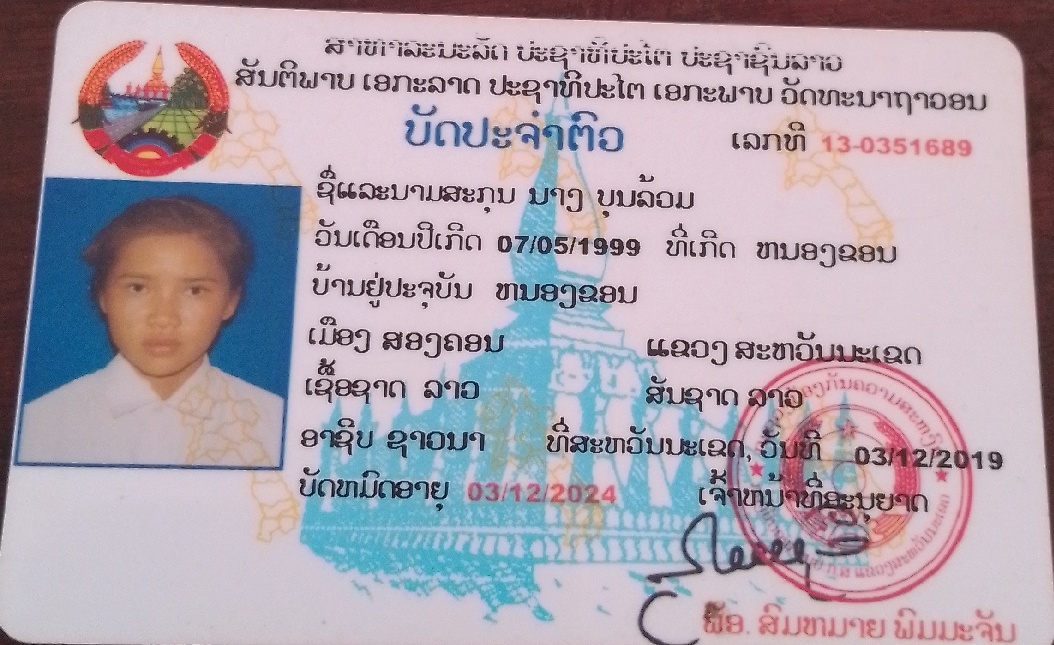 ສາທາລະນະລັດ ປະຊາທິປະໄຕ ປະຊາຊົນລາວ
ສັນຕິພາບ ເອກະລາດ ປະຊາທິປະໄຕ ເອກະພາບ ວັດທະນາຖາວອນ
ບັດປະຈຳຕົວ
ເລກທີ 13-0351689
ຊື່ແລະນາມສະກຸນ ນາງ ບຸນລ້ອມ
ວັນເດືອນປີເກີດ 07/05/1999 ທີ່ເກີດ ຫນອງຂອນ
ບ້ານຢູ່ປະຈຸບັນ ຫນອງຂອນ
ເມືອງ ສອງຄອນ ແຂວງ ສະຫວັນນະເຂດ
ເຊື້ອຊາດ ລາວ ສັນຊາດ ລາວ
ອາຊີບ ຊາວນາ ທີ່ສະຫວັນນະເຂດ, ວັນທີ 03/12/2019
ບັດຫມົດອາຍຸ 03/12/2024 ເຈົ້າຫນ້າທີ່ອະນຸຍາດ
ພັອ. ສົມຫມາຍ ພິມມະຈັນ